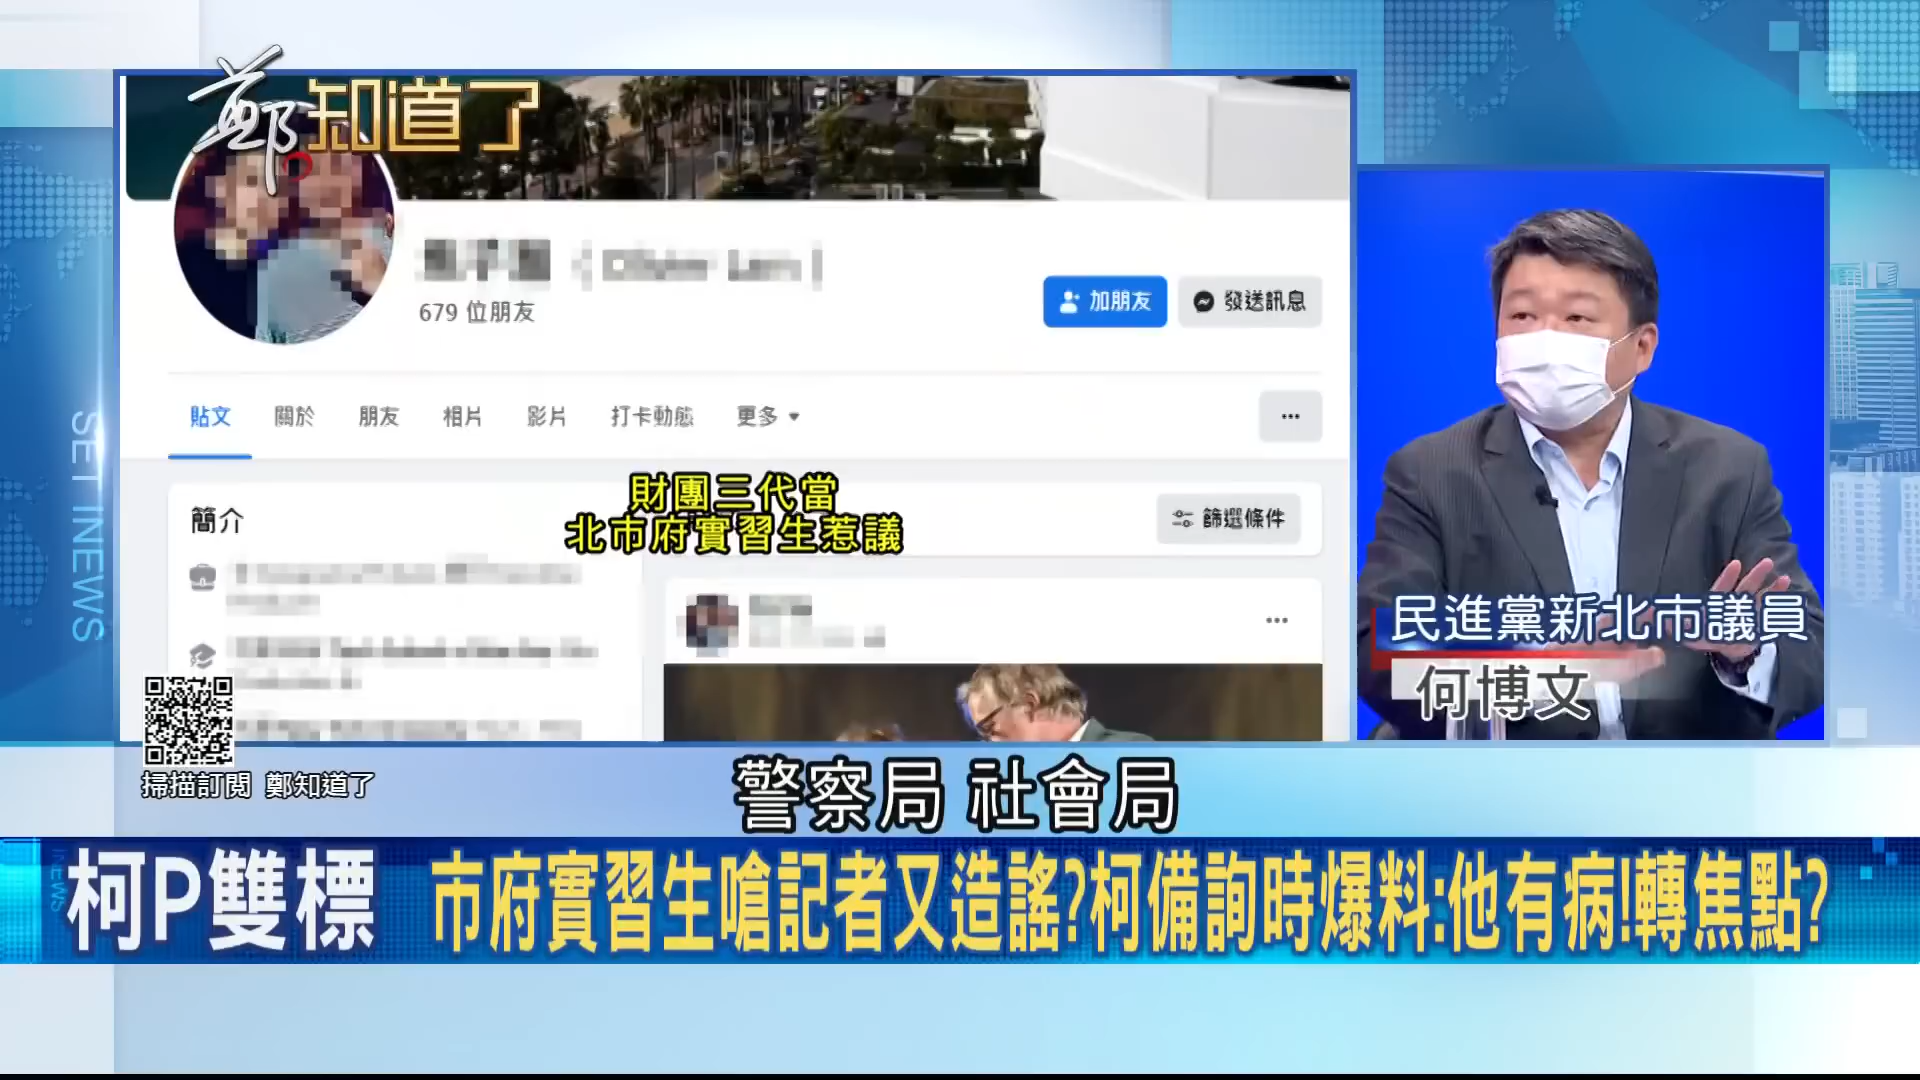 鄭知道了
679 位朋友
加朋友
發送訊息
貼文
關於
朋友
相片
影片
打卡動態
更多
財團三代當
北市府實習生惹議
簡介
篩選條件
SET iNEWS
民進黨新北市議員
何博文
掃描訂閱 鄭知道了
警察局 社會局
柯P雙標
市府實習生嗆記者又造謠?柯備詢時爆料:他有病!轉焦點?